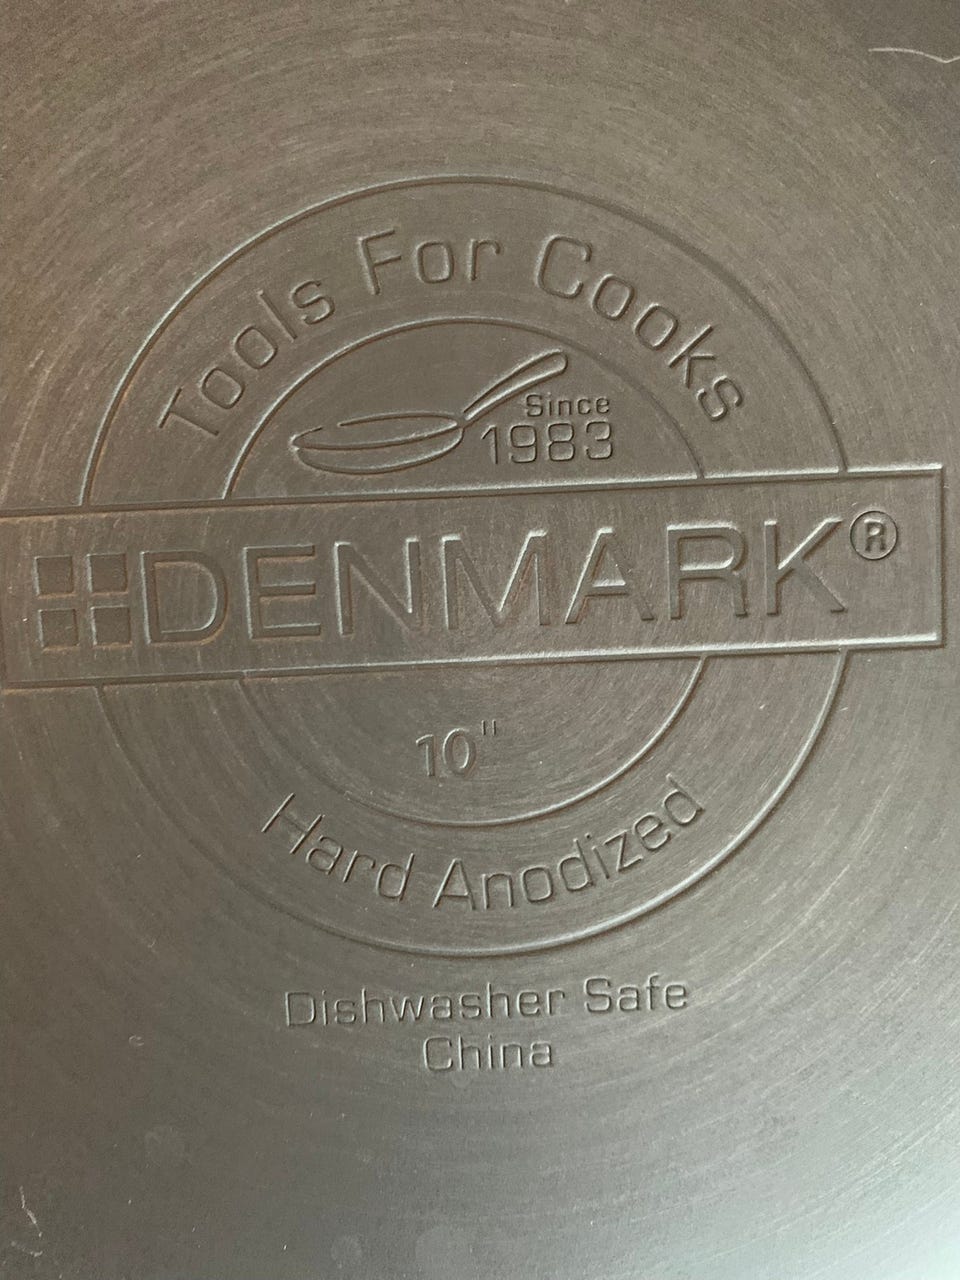 Tools For Cooks
Since
1983
DENMARK®
10"
Hard Anodized
Dishwasher Safe
China